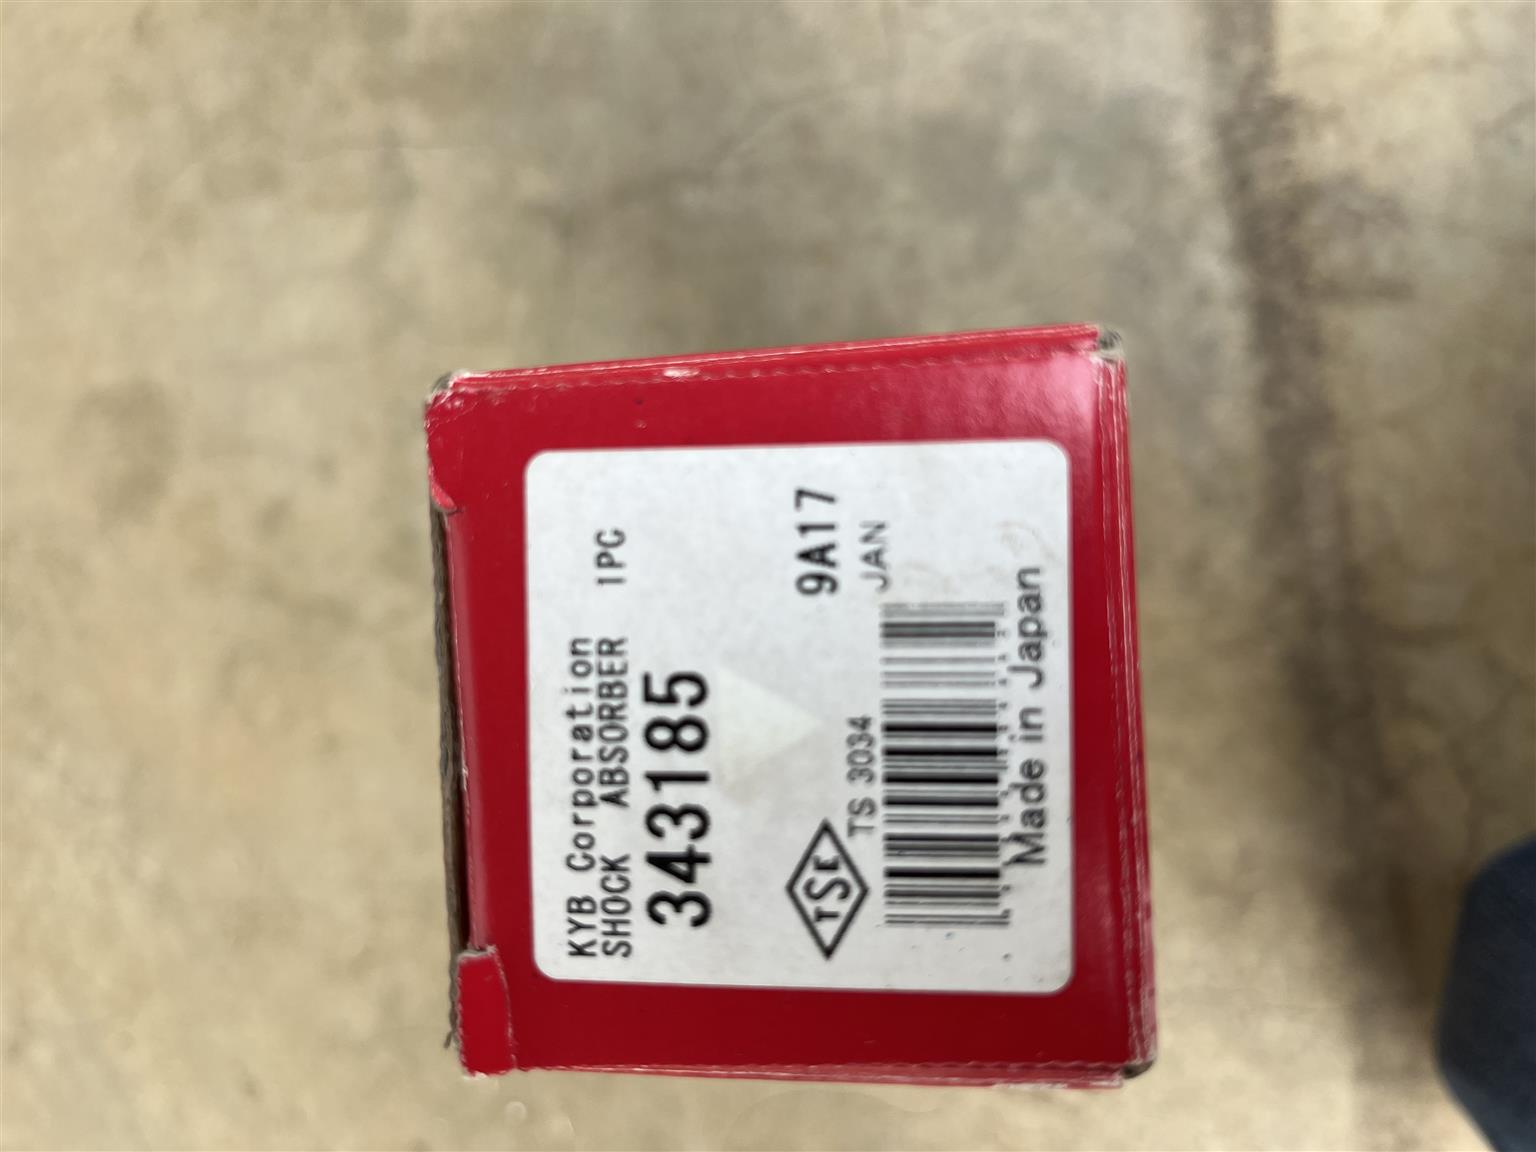 KYB Corporation
SHOCK ABSORBER 1PC
343185
9A17
TSE
TS 3034
JAN
Made in Japan